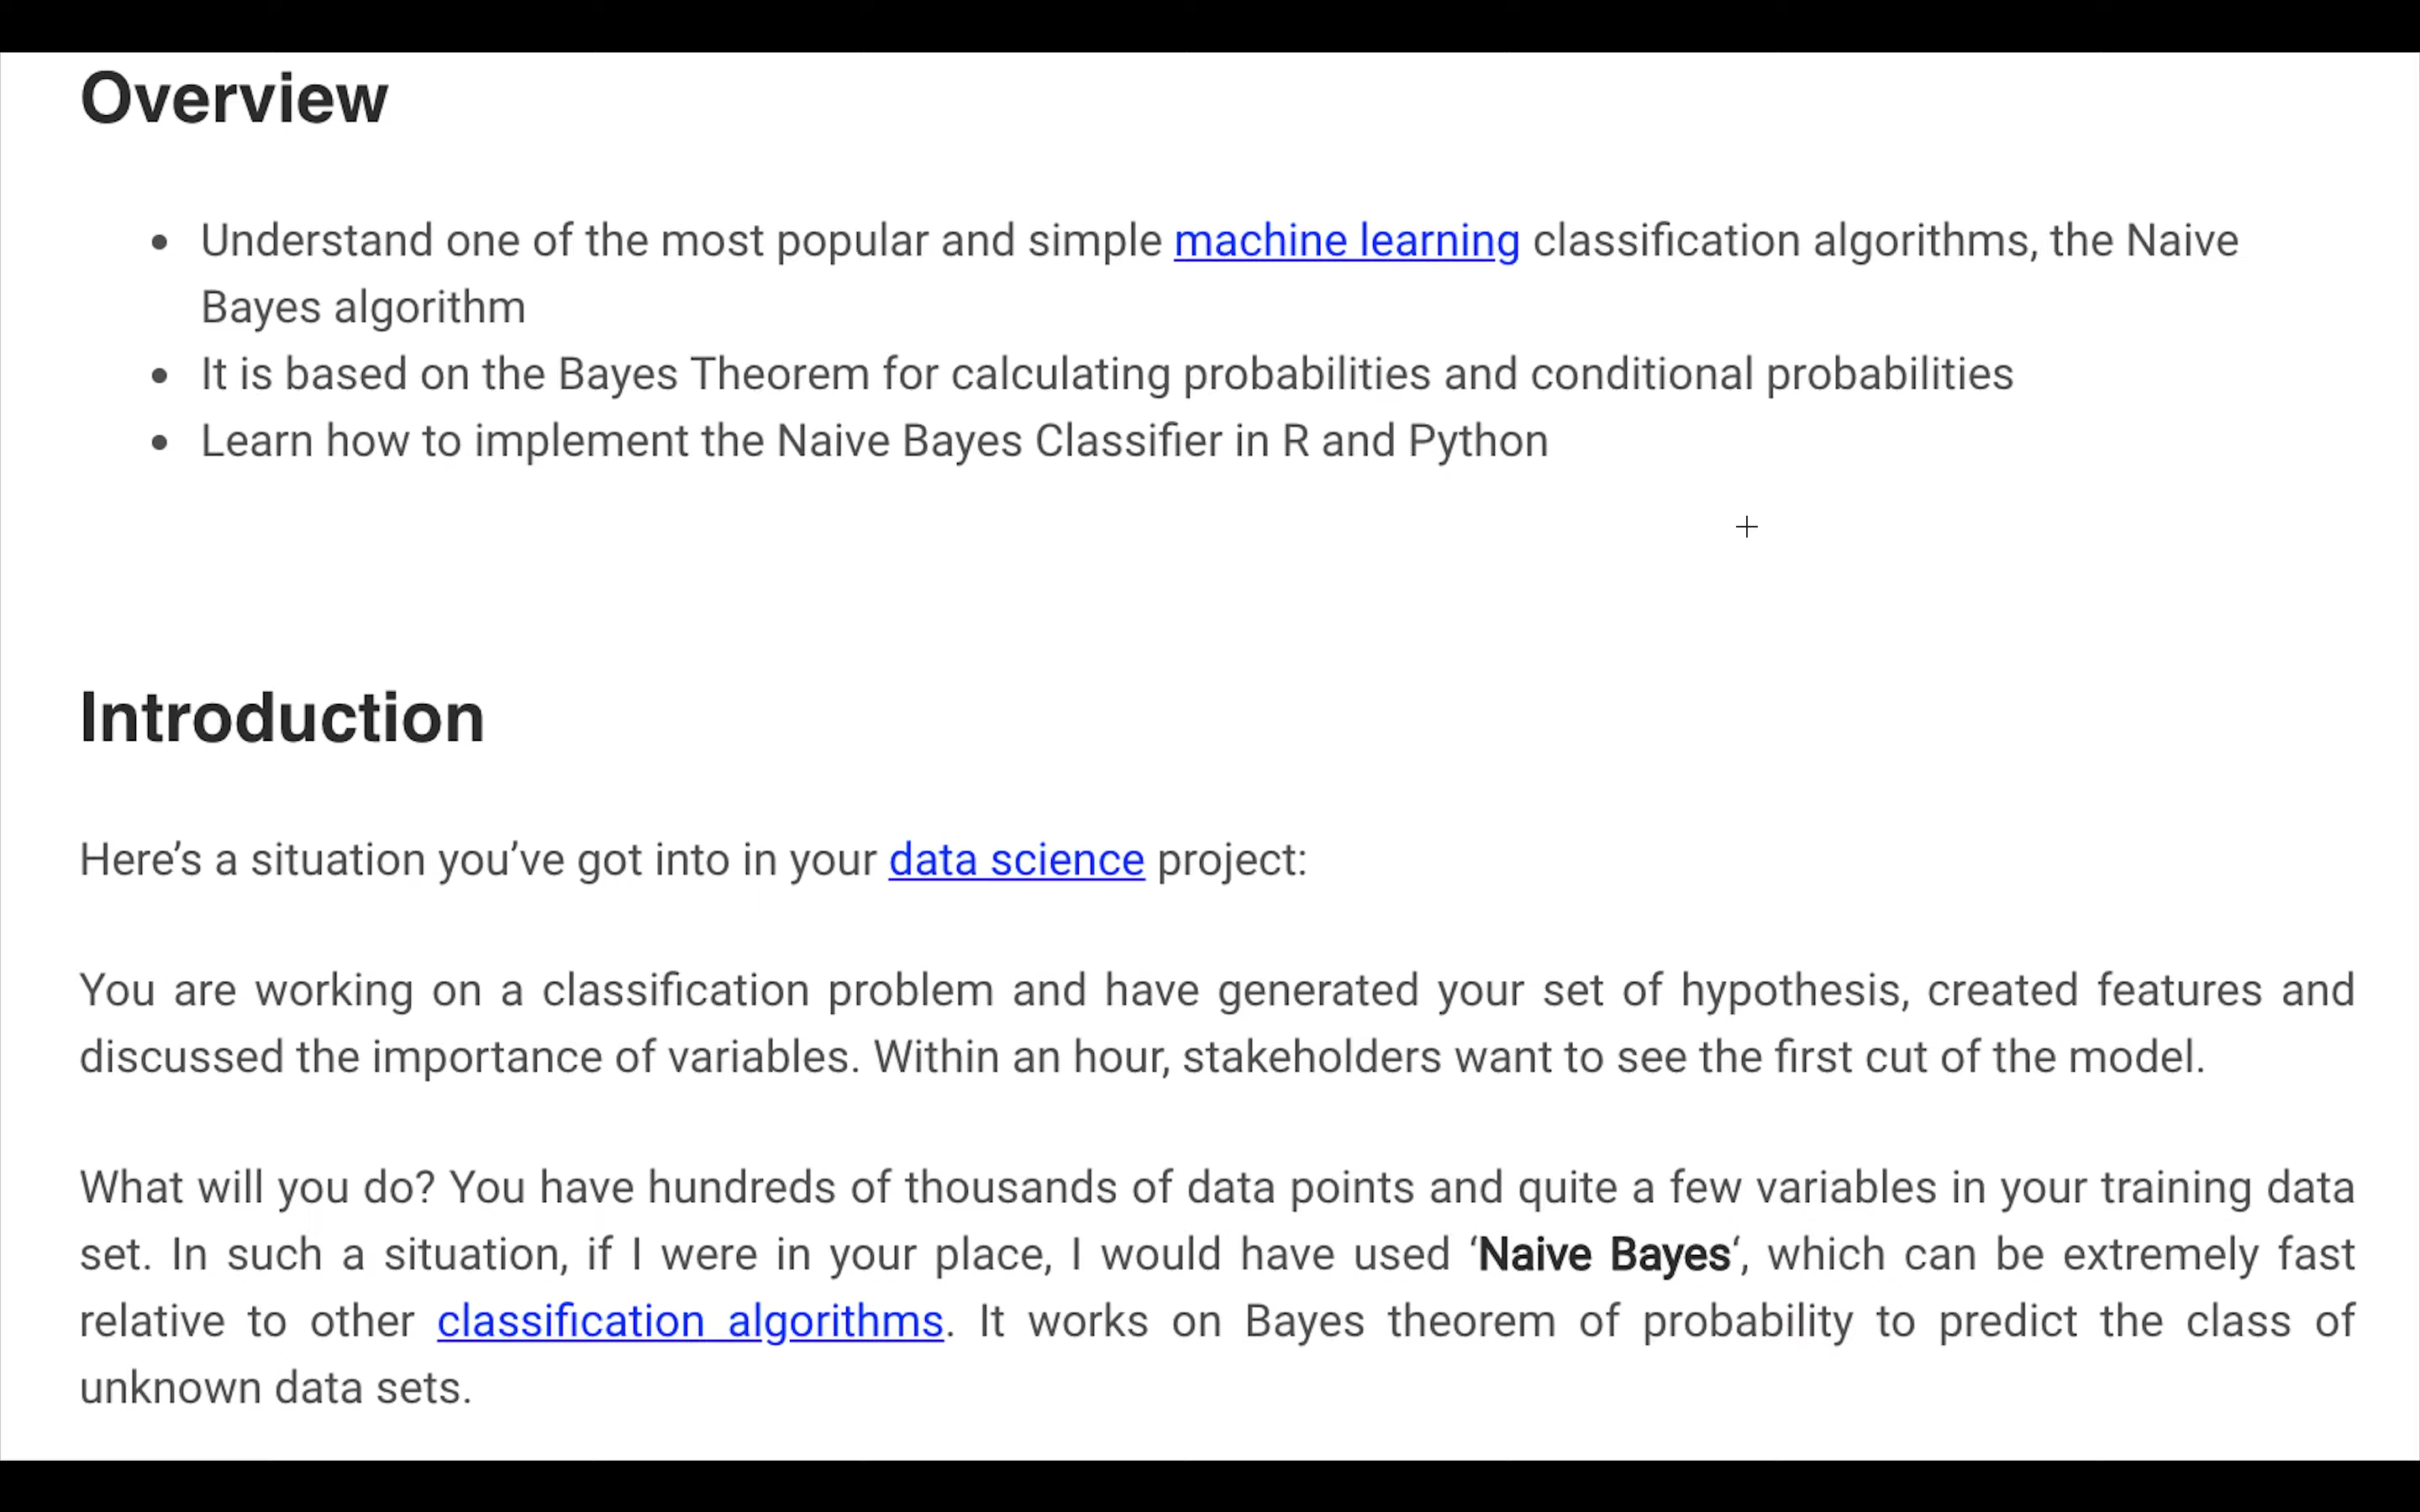 Overview
• Understand one of the most popular and simple machine learning classification algorithms, the Naive
Bayes algorithm
• It is based on the Bayes Theorem for calculating probabilities and conditional probabilities
• Learn how to implement the Naive Bayes Classifier in R and Python
Introduction
Here’s a situation you’ve got into in your data science project:
You are working on a classification problem and have generated your set of hypothesis, created features and
discussed the importance of variables. Within an hour, stakeholders want to see the first cut of the model.
What will you do? You have hundreds of thousands of data points and quite a few variables in your training data
set. In such a situation, if I were in your place, I would have used ‘Naive Bayes‘, which can be extremely fast
relative to other classification algorithms. It works on Bayes theorem of probability to predict the class of
unknown data sets.